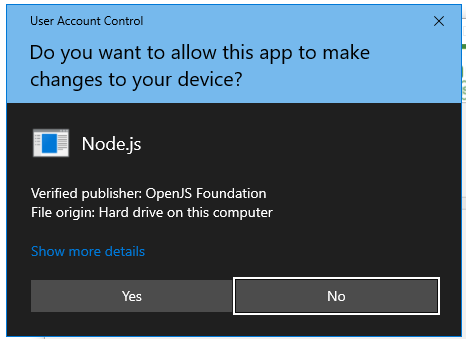 User Account Control
Do you want to allow this app to make
changes to your device?
Node.js
Verified publisher: OpenJS Foundation
File origin: Hard drive on this computer
Show more details
Yes
No